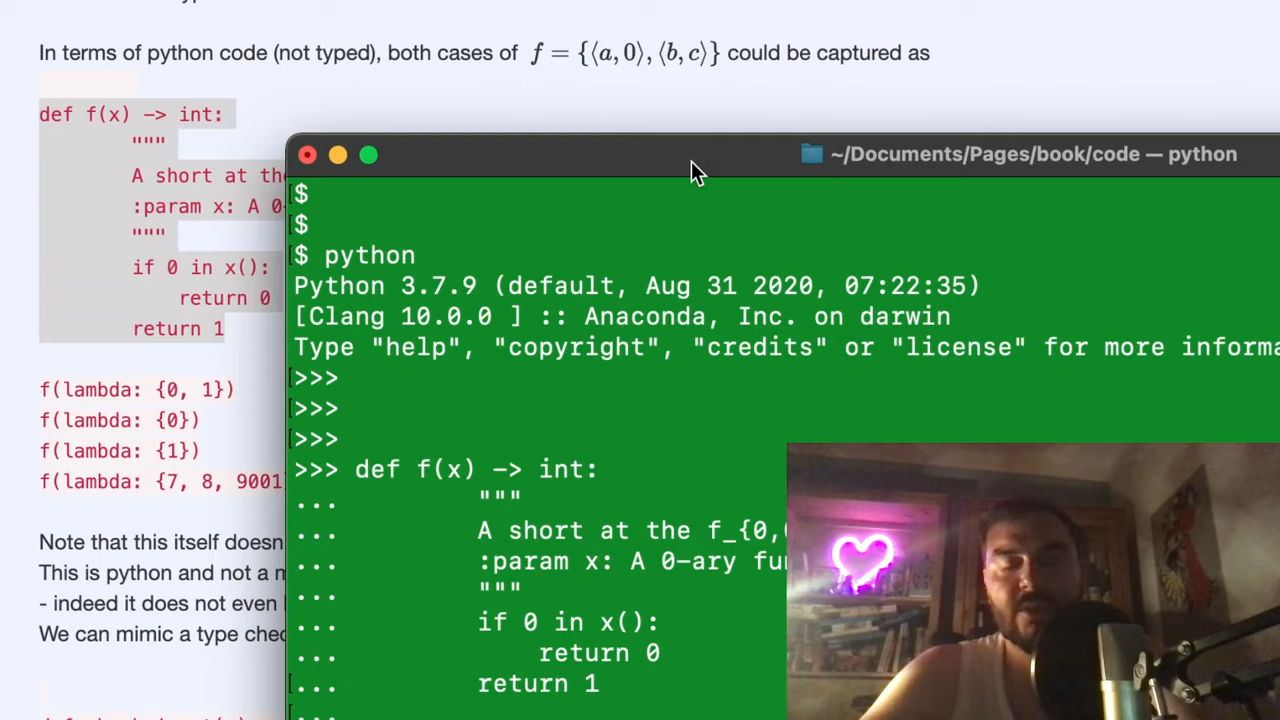 In terms of python code (not typed), both cases of f = {⟨a, 0⟩, ⟨b, c⟩} could be captured as
def f(x) -> int:
"""
A short at the
:param x: A 0-
"""
if 0 in x():
return 0
return 1
f(lambda: {0, 1})
f(lambda: {0})
f(lambda: {1})
f(lambda: {7, 8, 9001
Note that this itself doesn
This is python and not a
- indeed it does not even
We can mimic a type chec
~/Documents/Pages/book/code — python
[$
[$
[$ python
Python 3.7.9 (default, Aug 31 2020, 07:22:35)
[Clang 10.0.0 ] :: Anaconda, Inc. on darwin
Type "help", "copyright", "credits" or "license" for more informa
[>>>
[>>>
[>>>
>>> def f(x) -> int:
... """
... A short at the f_{0,
... :param x: A 0-ary fu
... """
... if 0 in x():
... return 0
[... return 1
...